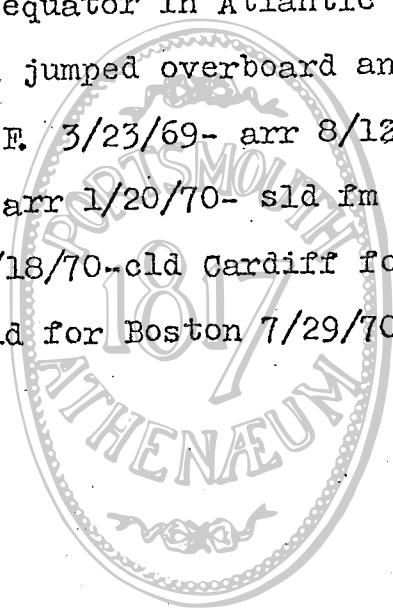 equator in Atlantic
jumped overboard an
F. 3/23/69- arr 8/12
arr 1/20/70- sld fm
/18/70-cld Cardiff fo
d for Boston 7/29/70
PORTSMOUTH
1817
ATHENÆUM